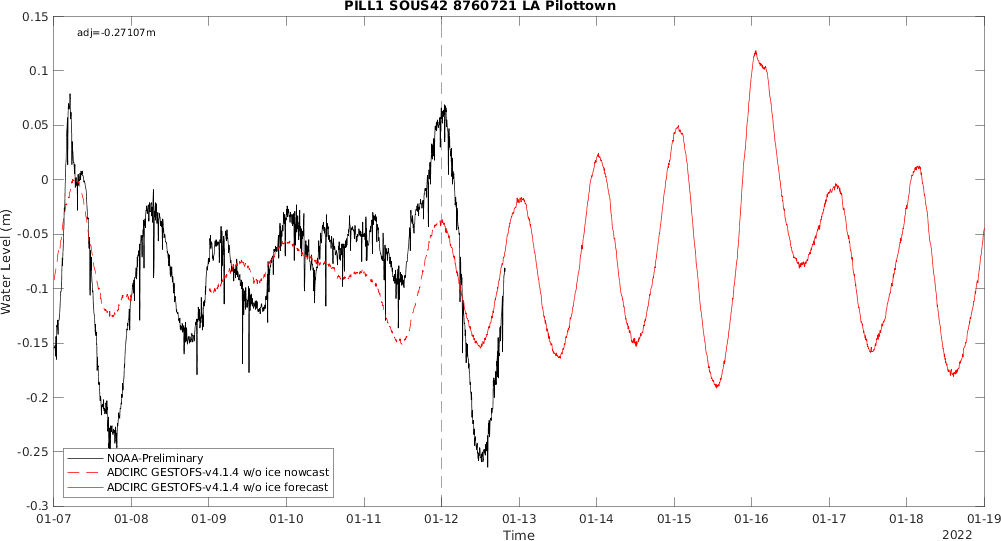 PILL1 SOUS42 8760721 LA Pilottown
adj=-0.27107m
0.15
0.1
0.05
0
-0.05
-0.1
-0.15
-0.2
-0.25
-0.3
Water Level (m)
NOAA-Preliminary
ADCIRC GESTOFS-v4.1.4 w/o ice nowcast
ADCIRC GESTOFS-v4.1.4 w/o ice forecast
01-07 01-08 01-09 01-10 01-11 01-12 01-13 01-14 01-15 01-16 01-17 01-18 01-19
Time
2022